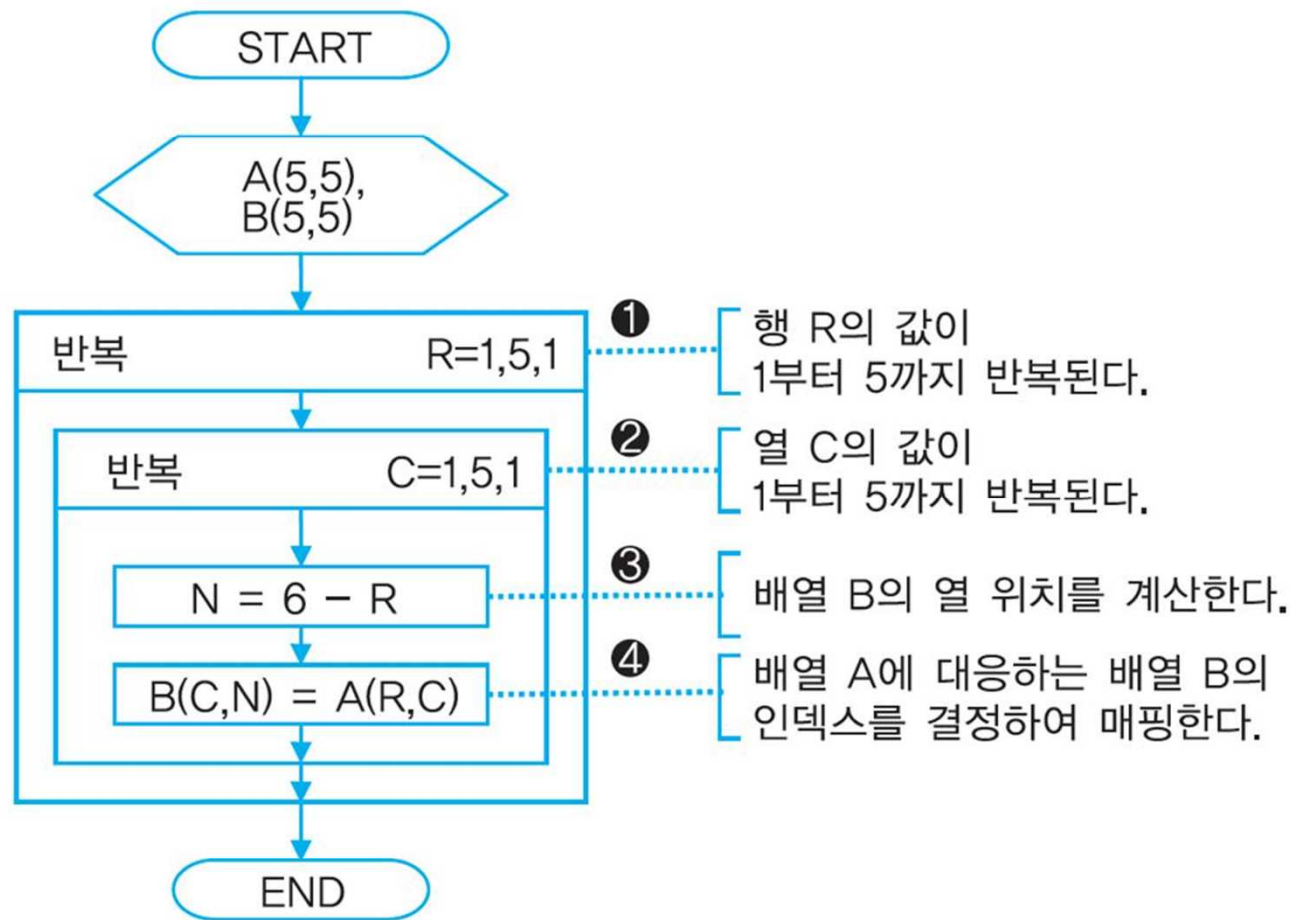 START
A(5,5),
B(5,5)
반복 R=1,5,1
❶
행 R의 값이
1부터 5까지 반복된다.
반복 C=1,5,1
❷
열 C의 값이
1부터 5까지 반복된다.
N = 6 – R
❸
배열 B의 열 위치를 계산한다.
B(C,N) = A(R,C)
❹
배열 A에 대응하는 배열 B의
인덱스를 결정하여 매핑한다.
END